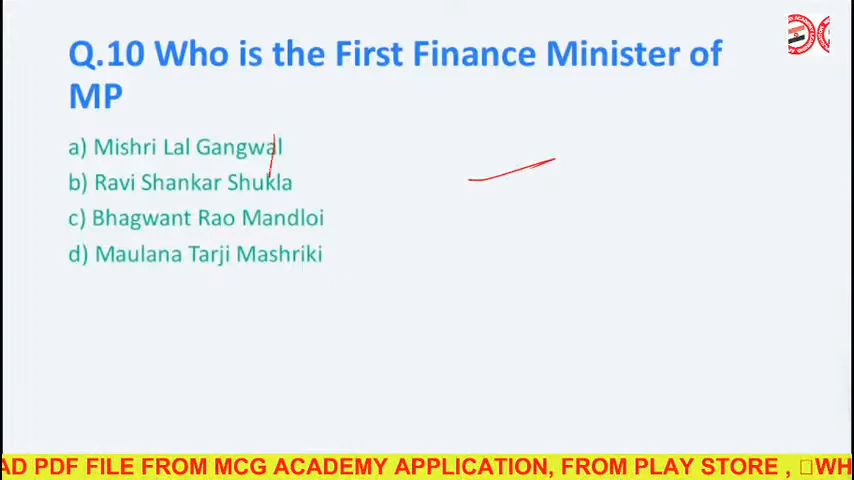 Q.10 Who is the First Finance Minister of
MP
a) Mishri Lal Gangwal
b) Ravi Shankar Shukla
c) Bhagwant Rao Mandloi
d) Maulana Tarji Mashriki
AD PDF FILE FROM MCG ACADEMY APPLICATION, FROM PLAY STORE , WH